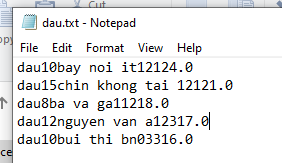 dau.txt - Notepad
File Edit Format View Help
dau10bay noi it12124.0
dau15chin khong tai 12121.0
dau8ba va ga11218.0
dau12nguyen van a12317.0
dau10bui thi bn03316.0